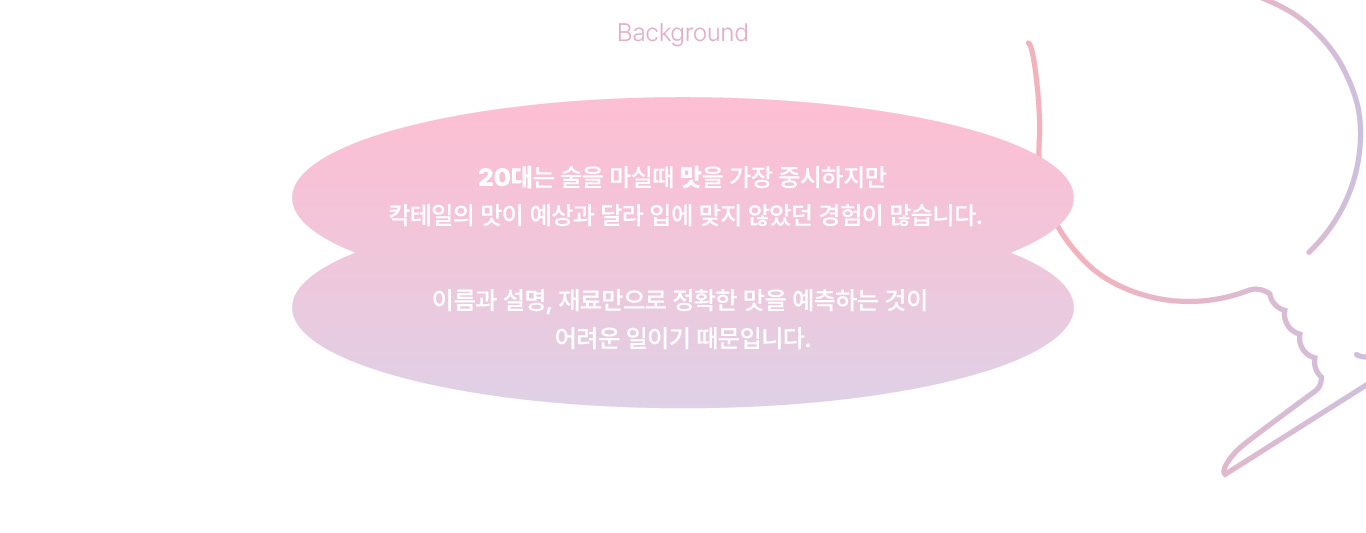 Background
20대는 술을 마실때 맛을 가장 중시하지만
칵테일의 맛이 예상과 달라 입에 맞지 않았던 경험이 많습니다.
이름과 설명, 재료만으로 정확한 맛을 예측하는 것이
어려운 일이기 때문입니다.